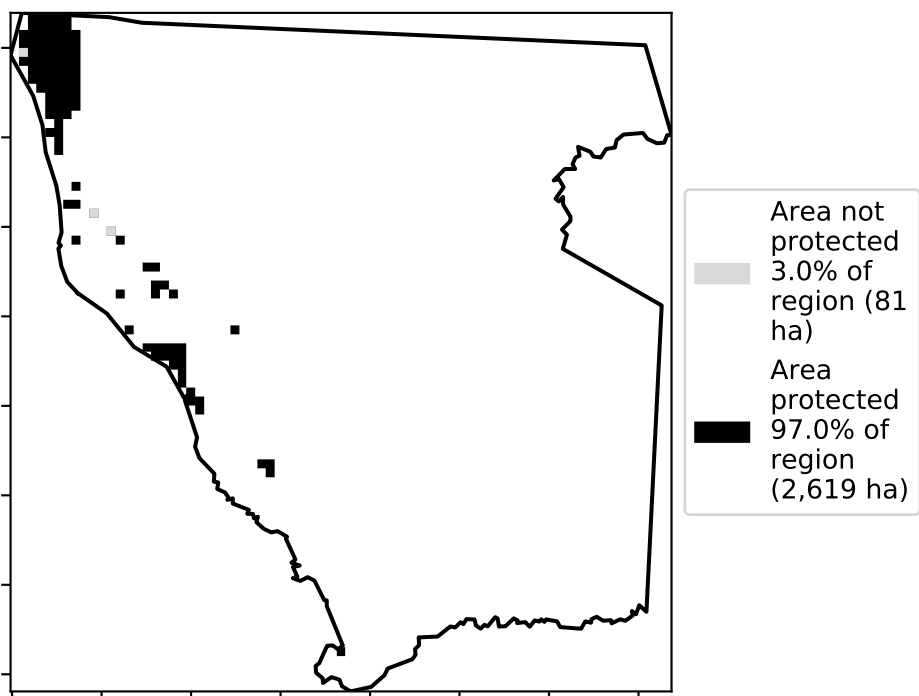 Area not
protected
3.0% of
region (81
ha)
Area
protected
97.0% of
region
(2,619 ha)